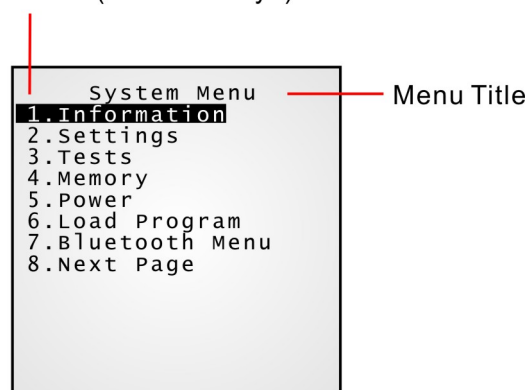 System Menu
Menu Title
1.Information
2.Settings
3.Tests
4.Memory
5.Power
6.Load Program
7.Bluetooth Menu
8.Next Page